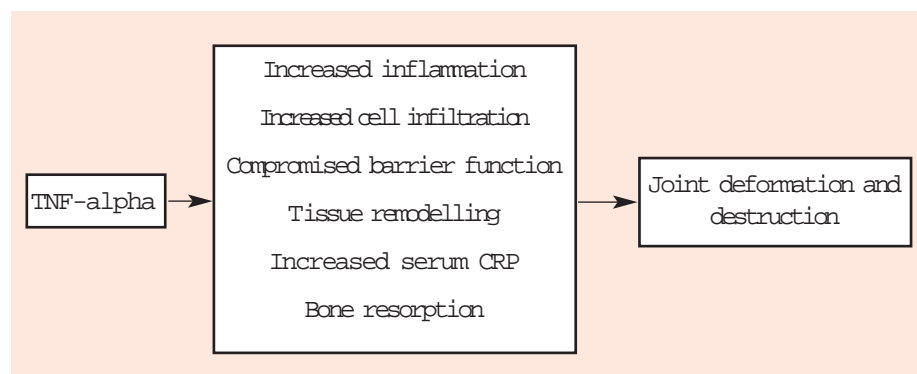 TNF-alpha
Increased inflammation
Increased cell infiltration
Compromised barrier function
Tissue remodelling
Increased serum CRP
Bone resorption
Joint deformation and
destruction